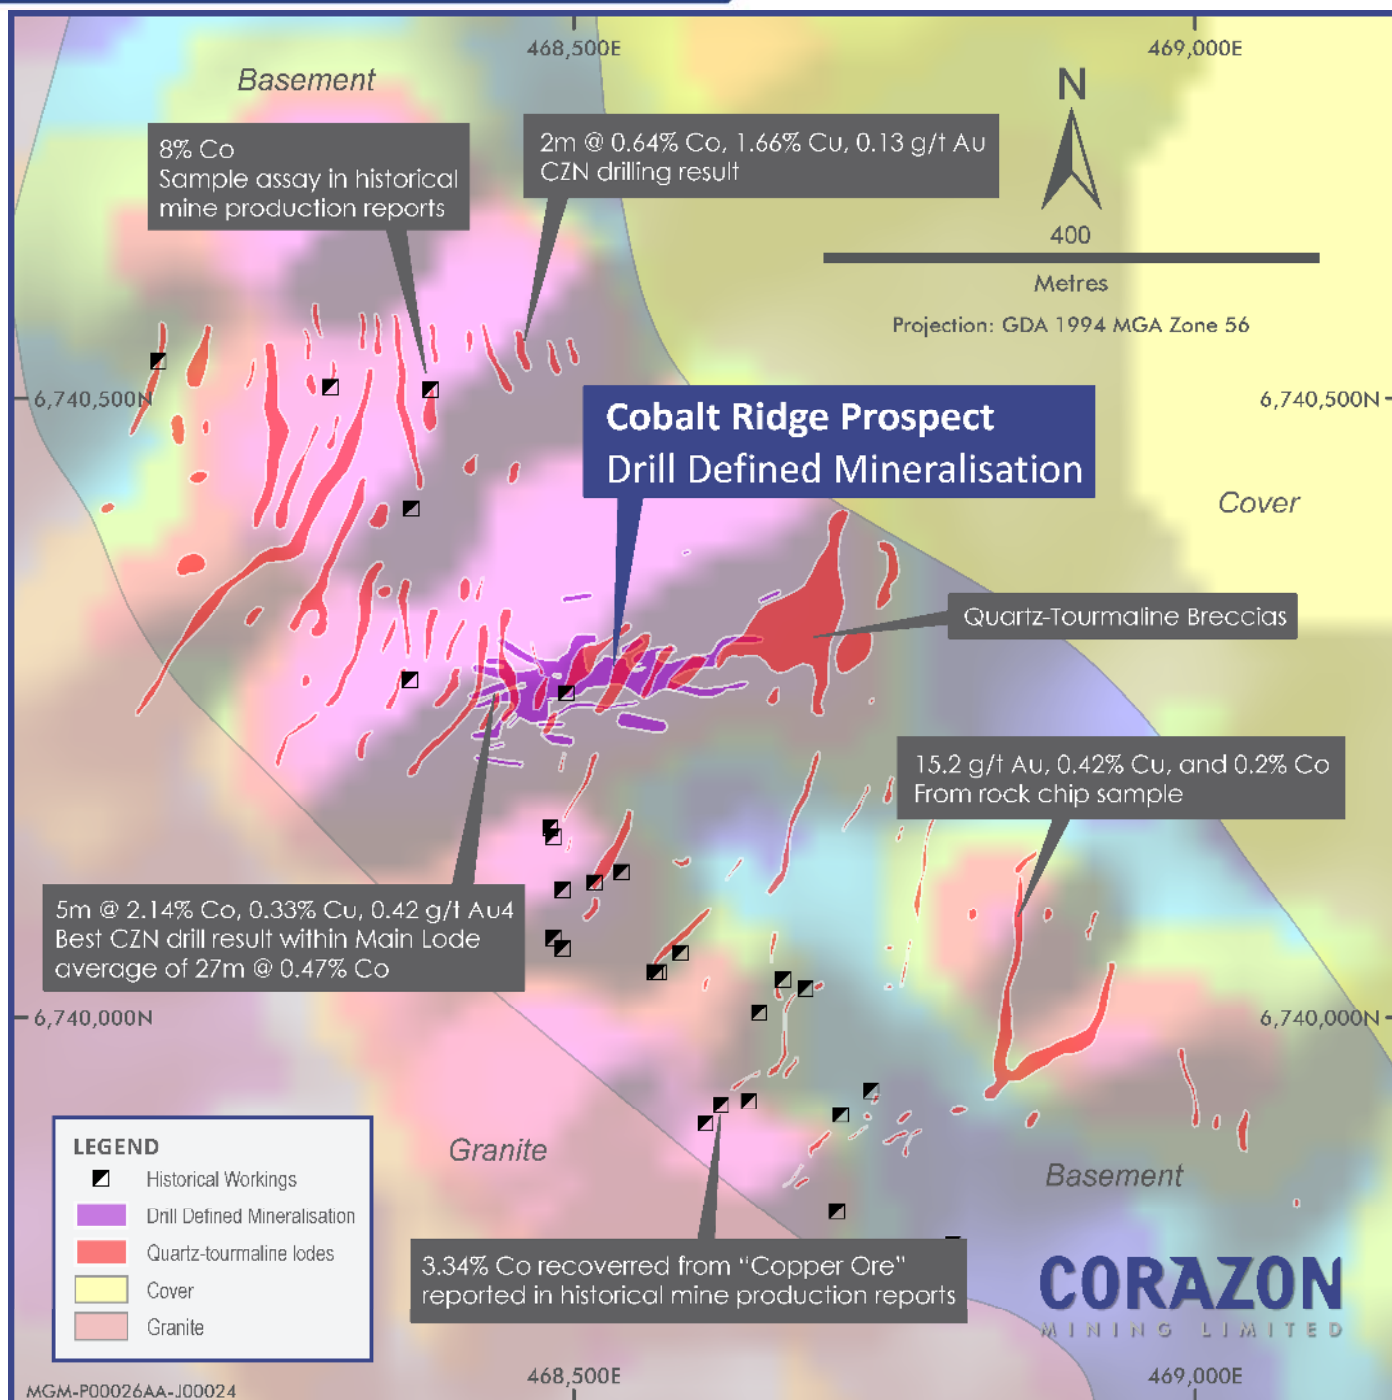 468,500E
469,000E
Basement
N
8% Co
Sample assay in historical
mine production reports
2m @ 0.64% Co, 1.66% Cu, 0.13 g/t Au
CZN drilling result
400
Metres
Projection: GDA 1994 MGA Zone 56
6,740,500N
6,740,500N
Cobalt Ridge Prospect
Drill Defined Mineralisation
Cover
Quartz-Tourmaline Breccias
15.2 g/t Au, 0.42% Cu, and 0.2% Co
From rock chip sample
5m @ 2.14% Co, 0.33% Cu, 0.42 g/t Au4
Best CZN drill result within Main Lode
average of 27m @ 0.47% Co
6,740,000N
6,740,000N
Granite
Basement
LEGEND
Historical Workings
Drill Defined Mineralisation
Quartz-tourmaline lodes
Cover
Granite
3.34% Co recoverred from “Copper Ore”
reported in historical mine production reports
CORAZON
MINING LIMITED
468,500E
469,000E
MGM-P00026AA-J00024